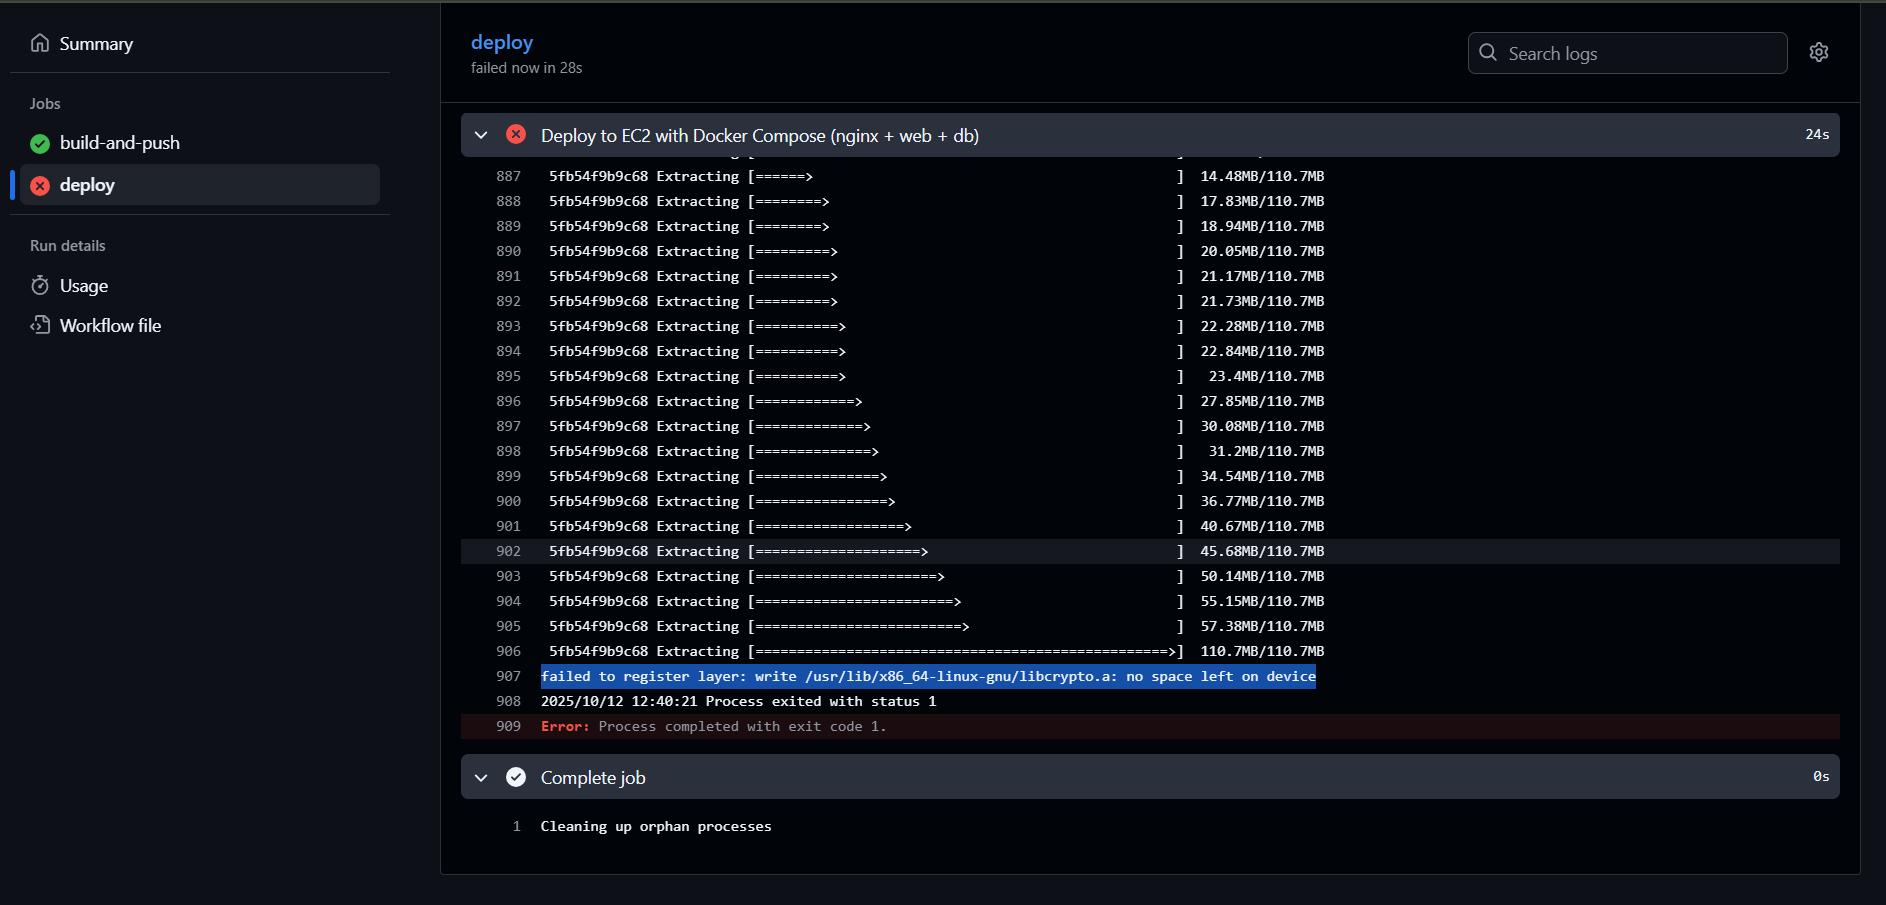 Summary
Jobs
build-and-push
deploy
Run details
Usage
Workflow file
deploy
failed now in 28s
Search logs
Deploy to EC2 with Docker Compose (nginx + web + db) 24s
887 5fb54f9b9c68 Extracting [======> ] 14.48MB/110.7MB
888 5fb54f9b9c68 Extracting [========> ] 17.83MB/110.7MB
889 5fb54f9b9c68 Extracting [========> ] 18.94MB/110.7MB
890 5fb54f9b9c68 Extracting [=========> ] 20.05MB/110.7MB
891 5fb54f9b9c68 Extracting [=========> ] 21.17MB/110.7MB
892 5fb54f9b9c68 Extracting [=========> ] 21.73MB/110.7MB
893 5fb54f9b9c68 Extracting [==========> ] 22.28MB/110.7MB
894 5fb54f9b9c68 Extracting [==========> ] 22.84MB/110.7MB
895 5fb54f9b9c68 Extracting [==========> ] 23.4MB/110.7MB
896 5fb54f9b9c68 Extracting [============> ] 27.85MB/110.7MB
897 5fb54f9b9c68 Extracting [=============> ] 30.08MB/110.7MB
898 5fb54f9b9c68 Extracting [==============> ] 31.2MB/110.7MB
899 5fb54f9b9c68 Extracting [===============> ] 34.54MB/110.7MB
900 5fb54f9b9c68 Extracting [================> ] 36.77MB/110.7MB
901 5fb54f9b9c68 Extracting [==================> ] 40.67MB/110.7MB
902 5fb54f9b9c68 Extracting [====================> ] 45.68MB/110.7MB
903 5fb54f9b9c68 Extracting [======================> ] 50.14MB/110.7MB
904 5fb54f9b9c68 Extracting [========================> ] 55.15MB/110.7MB
905 5fb54f9b9c68 Extracting [=========================> ] 57.38MB/110.7MB
906 5fb54f9b9c68 Extracting [==================================================>] 110.7MB/110.7MB
907 failed to register layer: write /usr/lib/x86_64-linux-gnu/libcrypto.a: no space left on device
908 2025/10/12 12:40:21 Process exited with status 1
909 Error: Process completed with exit code 1.
Complete job 0s
1 Cleaning up orphan processes